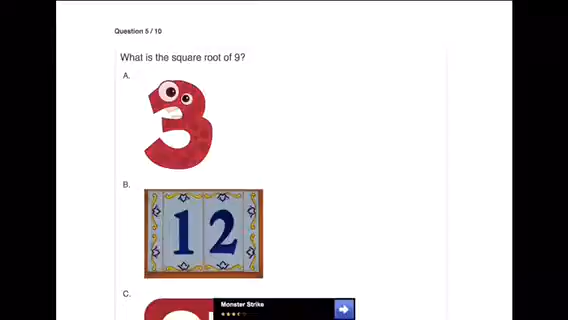 Question 5 / 10
What is the square root of 9?
A.
3
B.
12
C.
Monster Strike